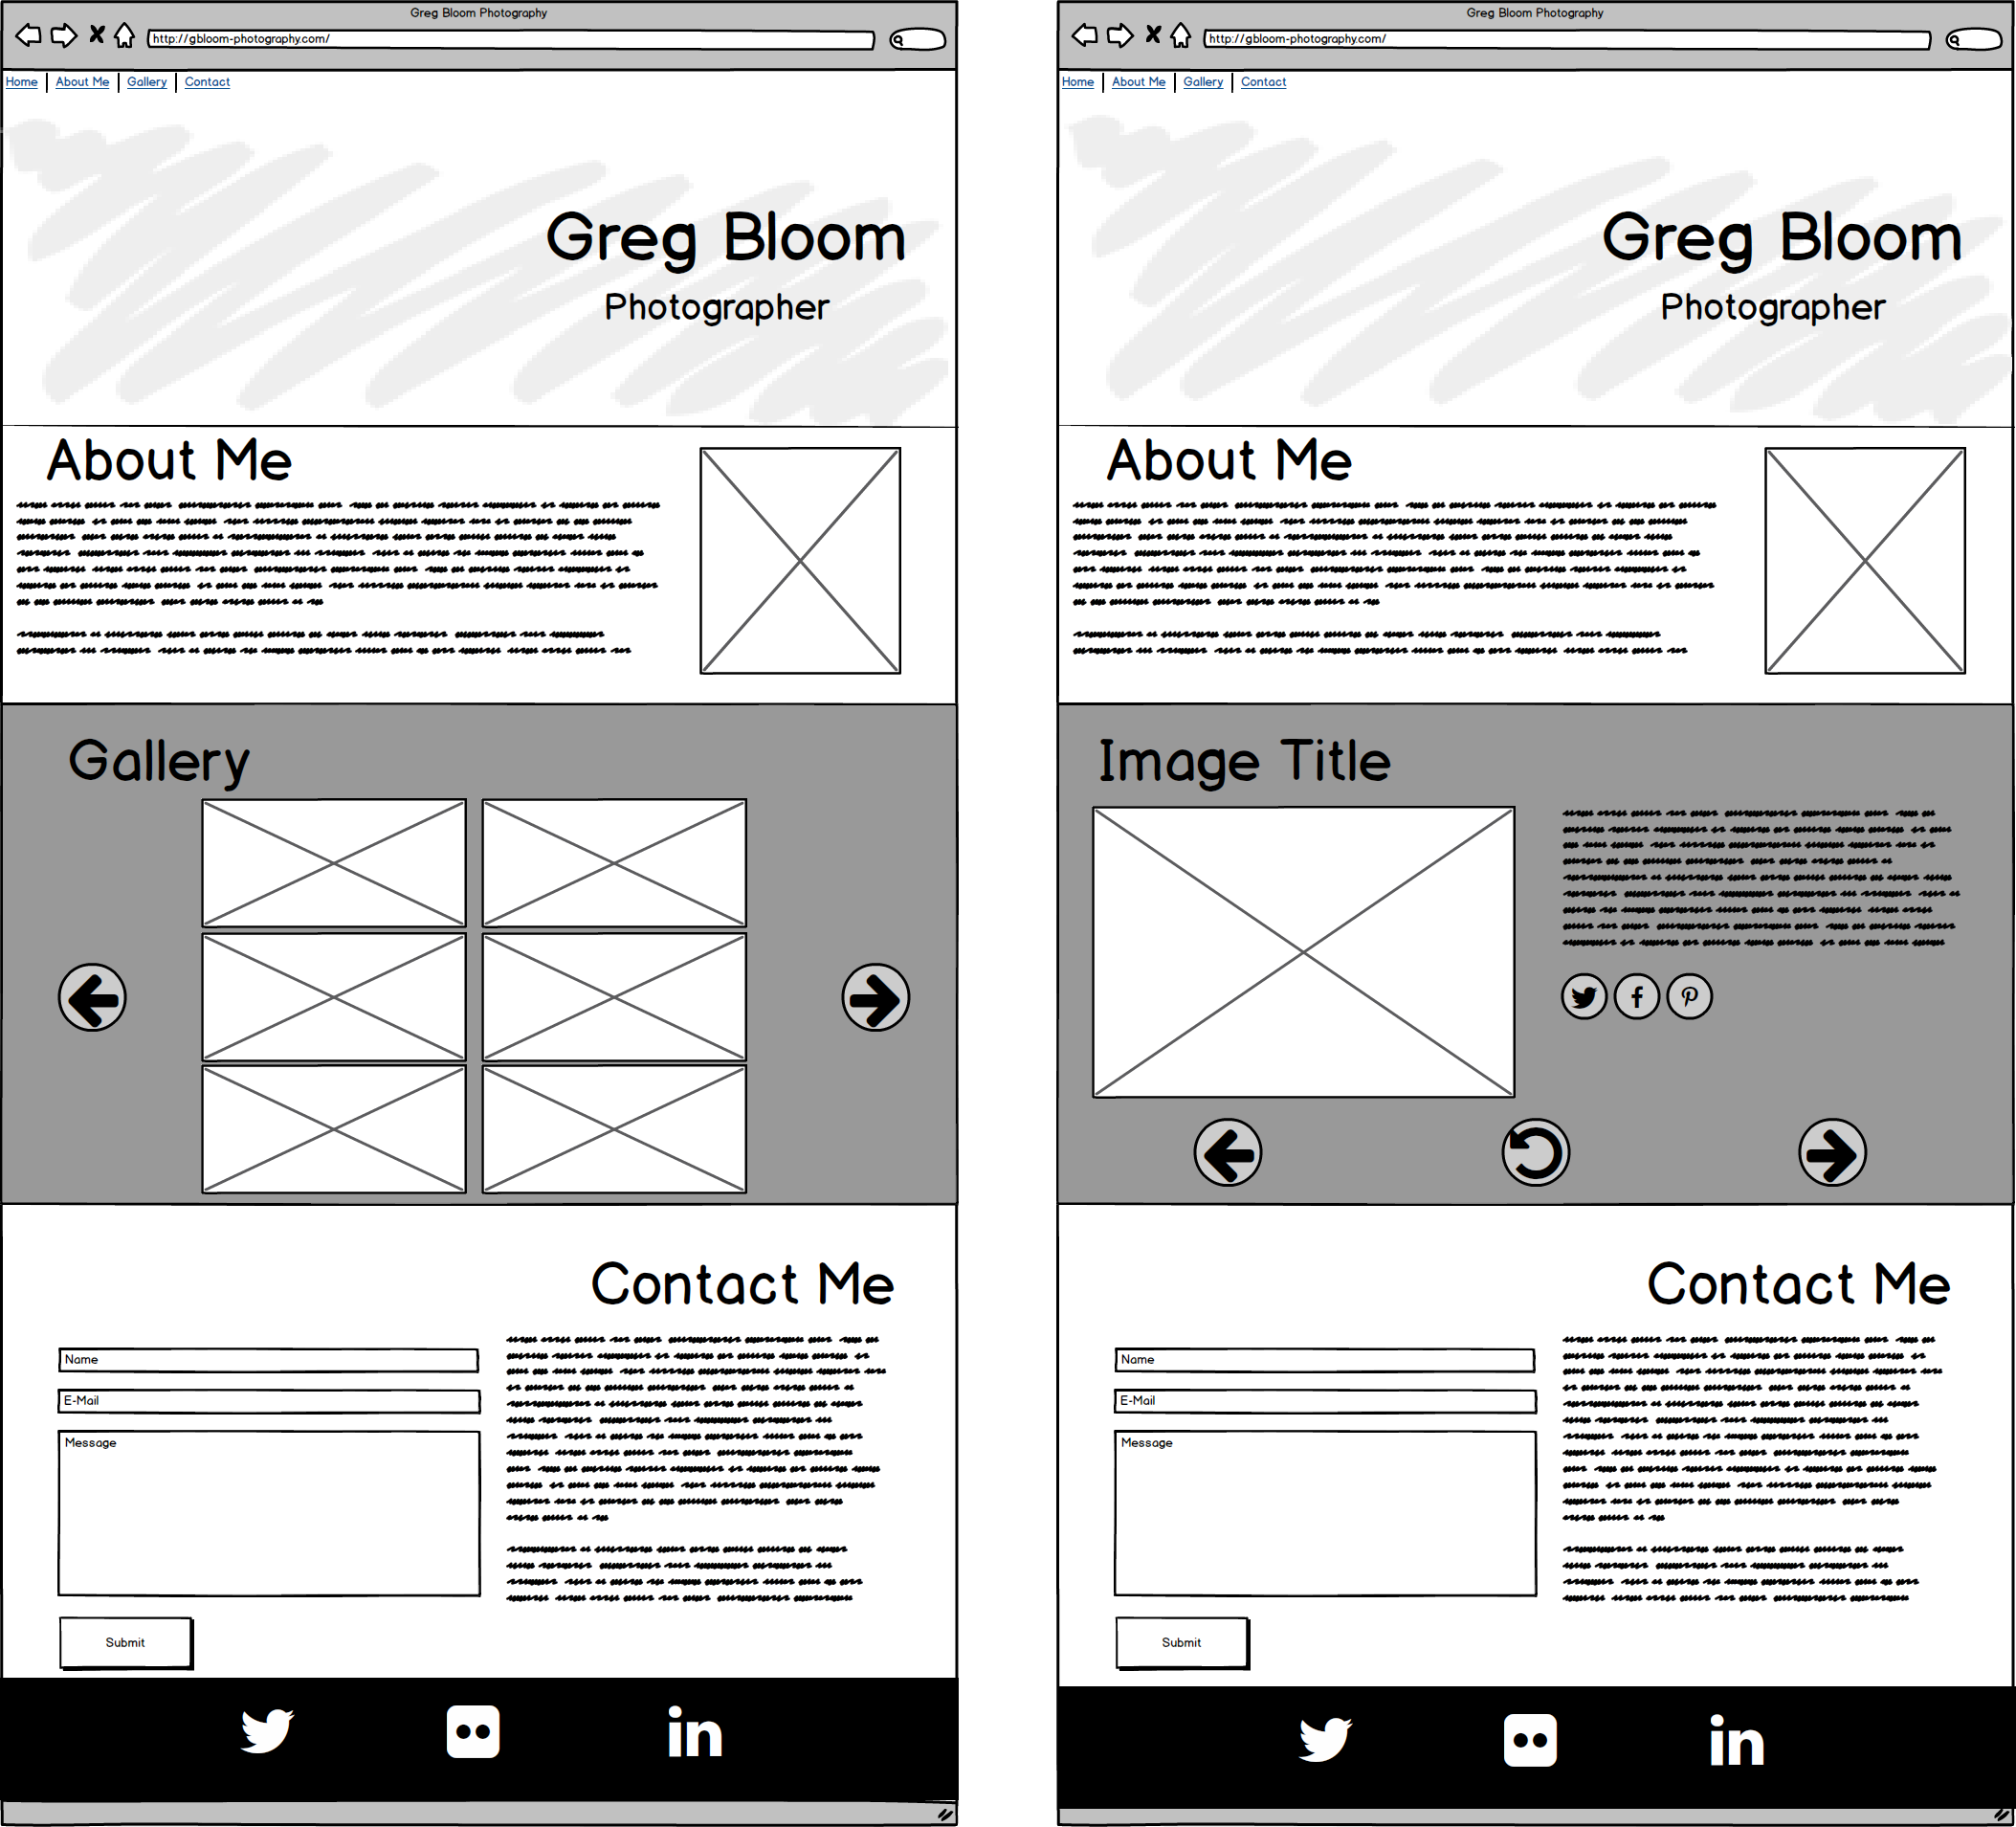 Greg Bloom Photography
http://gbloom-photography.com/
Home | About Me | Gallery | Contact
Greg Bloom
Photographer
About Me
Gallery
Contact Me
Name
E-Mail
Message
Submit
in
Greg Bloom Photography
http://gbloom-photography.com/
Home | About Me | Gallery | Contact
Greg Bloom
Photographer
About Me
Image Title
Contact Me
Name
E-Mail
Message
Submit
in